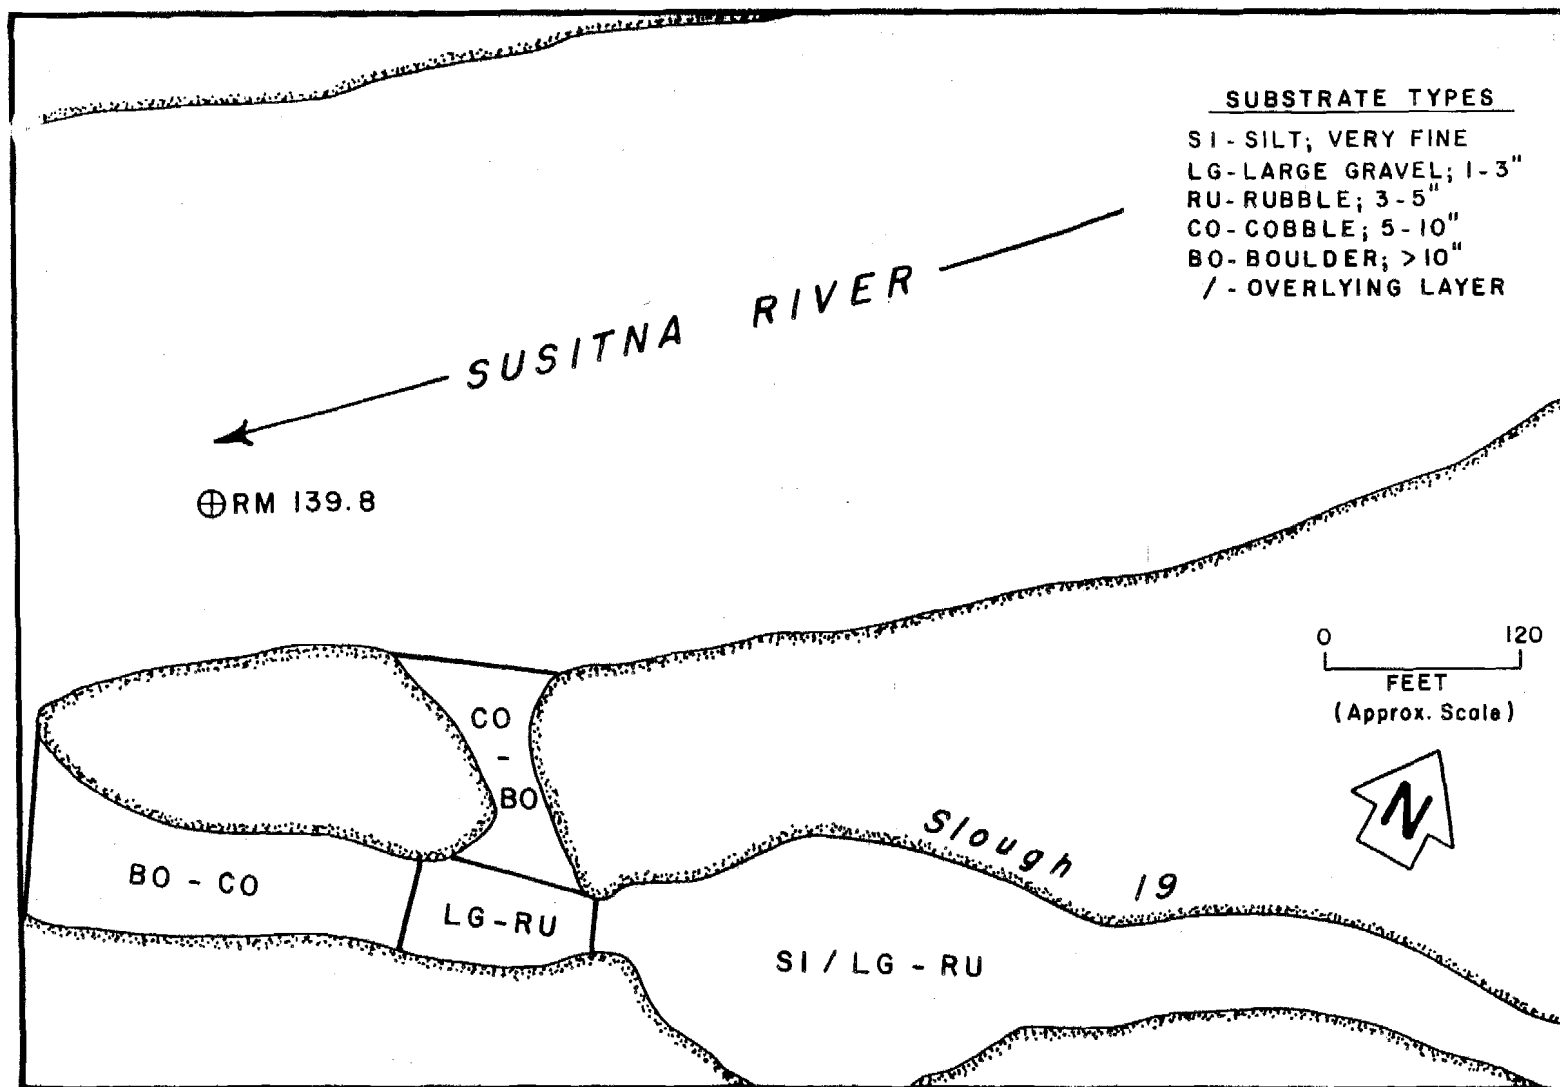 SUBSTRATE TYPES
SI - SILT; VERY FINE
LG - LARGE GRAVEL; 1-3"
RU - RUBBLE; 3-5"
CO - COBBLE; 5-10"
BO - BOULDER; >10"
/ - OVERLYING LAYER
SUSITNA RIVER
RM 139.8
0 120
FEET
(Approx. Scale)
N
CO
-
BO
Slough 19
BO - CO
LG - RU
SI / LG - RU